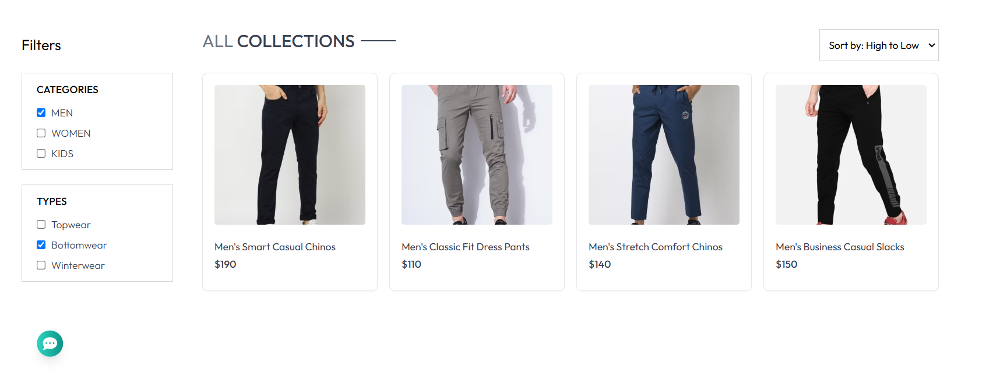 Filters
CATEGORIES
MEN
WOMEN
KIDS
TYPES
Topwear
Bottomwear
Winterwear
ALL COLLECTIONS
Sort by: High to Low
Men's Smart Casual Chinos
$190
Men's Classic Fit Dress Pants
$110
Men's Stretch Comfort Chinos
$140
Men's Business Casual Slacks
$150